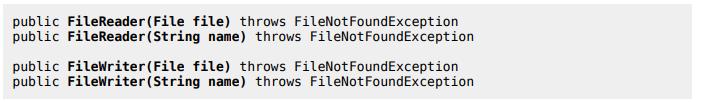 public FileReader(File file) throws FileNotFoundException
public FileReader(String name) throws FileNotFoundException
public FileWriter(File file) throws FileNotFoundException
public FileWriter(String name) throws FileNotFoundException